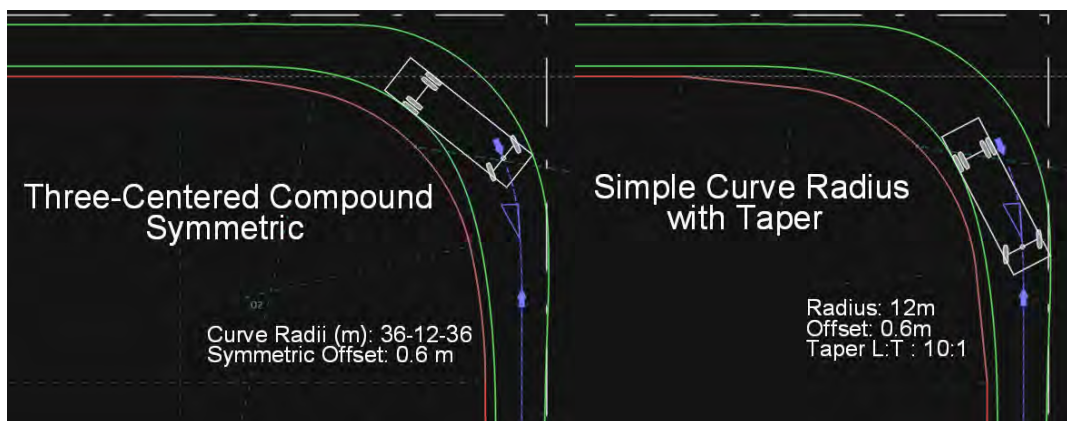 Three-Centered Compound
Symmetric
Curve Radii (m): 36-12-36
Symmetric Offset: 0.6 m
Simple Curve Radius
with Taper
Radius: 12m
Offset: 0.6m
Taper L:T : 10:1